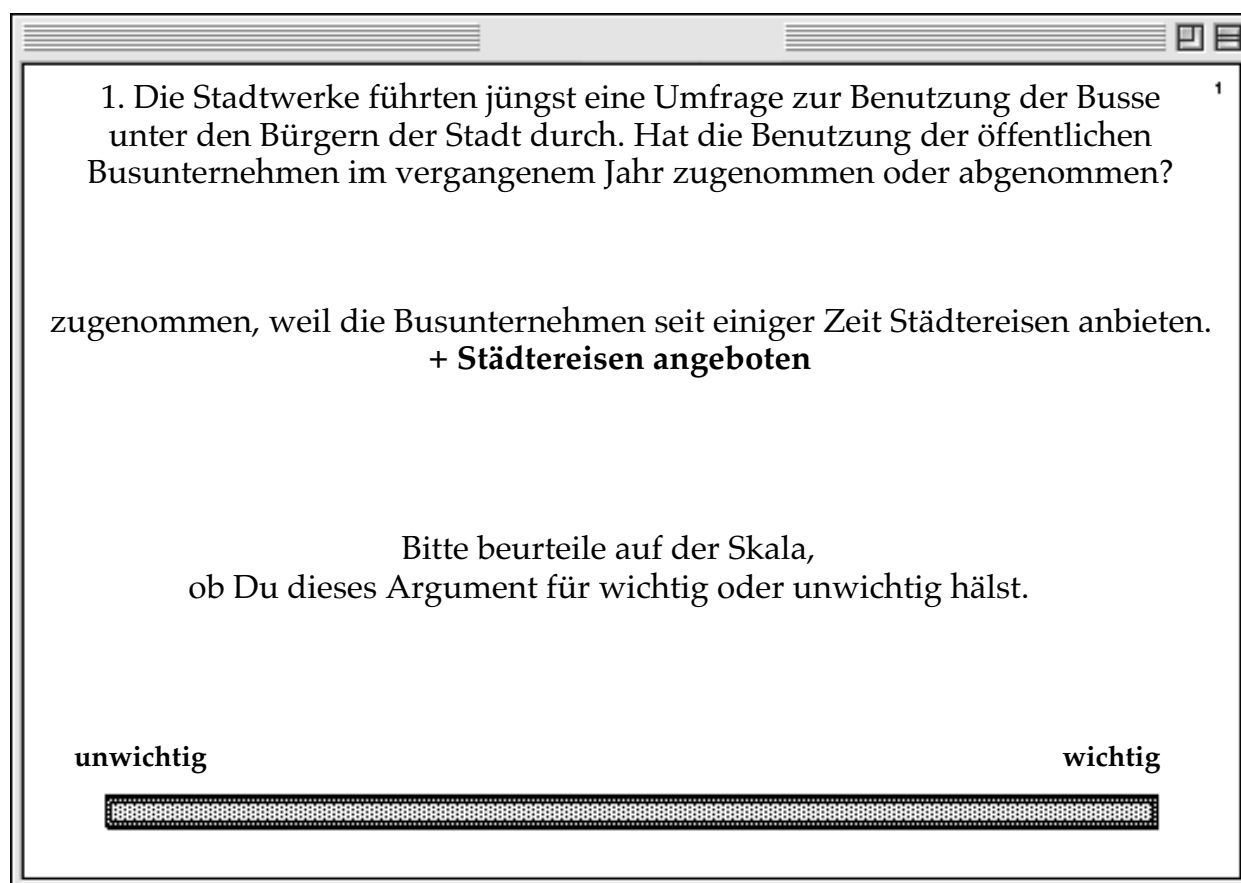 1. Die Stadtwerke führten jüngst eine Umfrage zur Benutzung der Busse
1
unter den Bürgern der Stadt durch. Hat die Benutzung der öffentlichen
Busunternehmen im vergangenem Jahr zugenommen oder abgenommen?
zugenommen, weil die Busunternehmen seit einiger Zeit Städtereisen anbieten.
+ Städtereisen angeboten
Bitte beurteile auf der Skala,
ob Du dieses Argument für wichtig oder unwichtig hälst.
unwichtig
wichtig